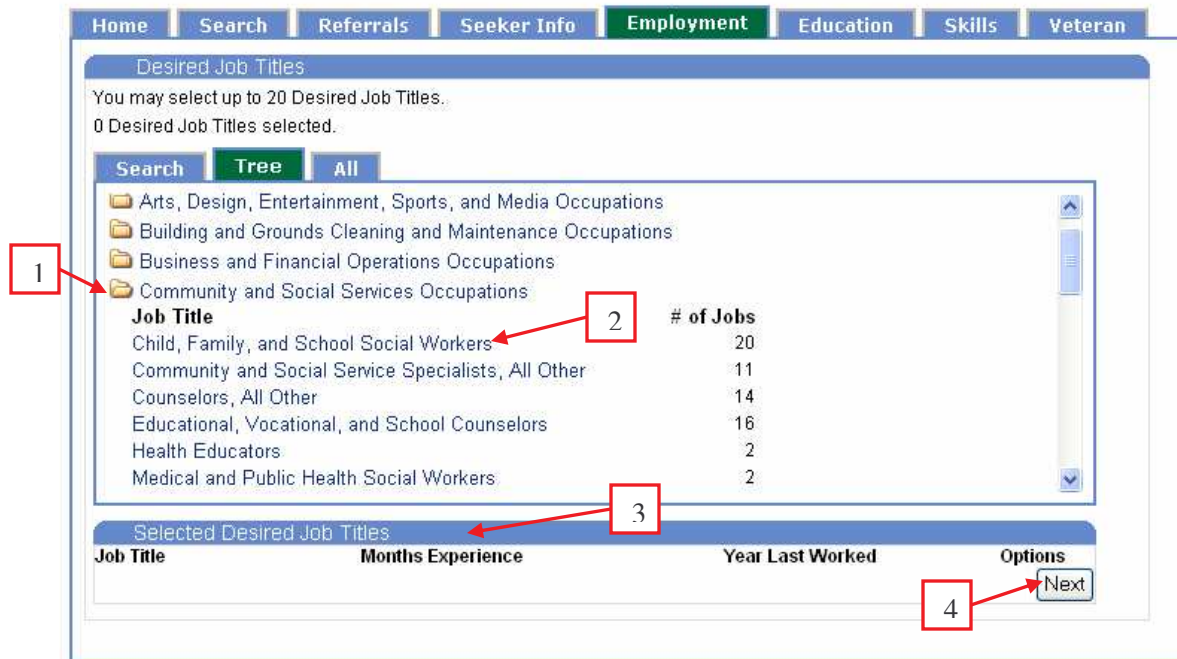 Home Search Referrals Seeker Info Employment Education Skills Veteran
Desired Job Titles
You may select up to 20 Desired Job Titles.
0 Desired Job Titles selected.
Search Tree All
Arts, Design, Entertainment, Sports, and Media Occupations
Building and Grounds Cleaning and Maintenance Occupations
Business and Financial Operations Occupations
1
Community and Social Services Occupations
Job Title # of Jobs
2
Child, Family, and School Social Workers 20
Community and Social Service Specialists, All Other 11
Counselors, All Other 14
Educational, Vocational, and School Counselors 16
Health Educators 2
Medical and Public Health Social Workers 2
3
Selected Desired Job Titles
Job Title Months Experience Year Last Worked Options
Next
4